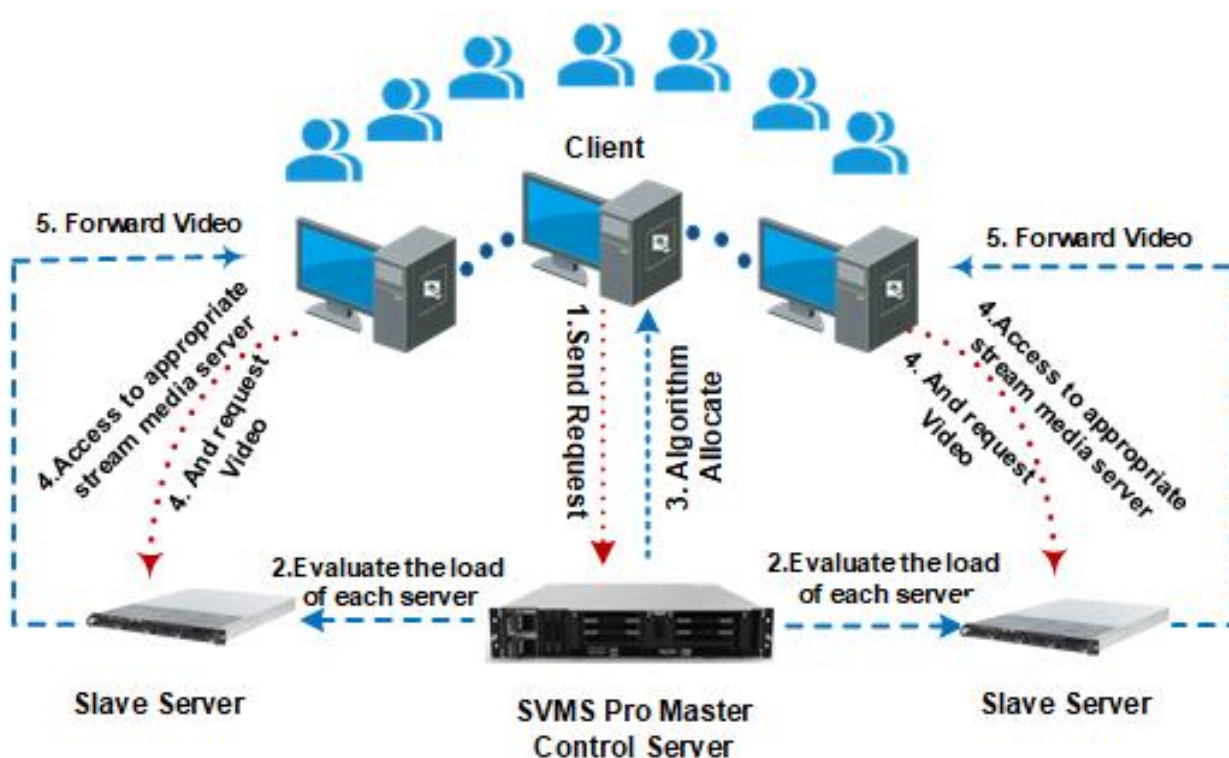 Client
5. Forward Video
5. Forward Video
4.Access to appropriate
stream media server
4. And request
Video
1.Send Request
3. Algorithm
Allocate
4.Access to appropriate
stream media server
4. And request
Video
2.Evaluate the load
of each server
2.Evaluate the load
of each server
Slave Server
SVMS Pro Master
Control Server
Slave Server